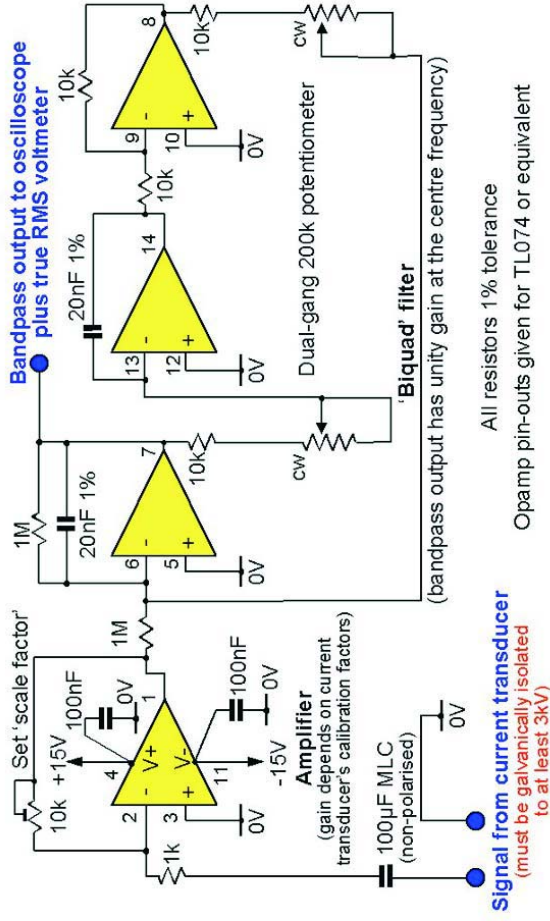 Bandpass output to oscilloscope
plus true RMS voltmeter
Set 'scale factor'
10k
+15V
100nF
0V
2
-
3
+
4
V+
V-
11
1
0V
-15V
100nF
0V
1k
Amplifier
(gain depends on current
transducer's calibration factors)
100µF MLC
(non-polarised)
Signal from current transducer
(must be galvanically isolated
to at least 3kV)
0V
1M
1M
20nF 1%
6
-
5
+
7
0V
10k
cw
20nF 1%
13
-
12
+
14
0V
10k
Dual-gang 200k potentiometer
10k
9
-
10
+
8
0V
10k
cw
'Biquad' filter
(bandpass output has unity gain at the centre frequency)
All resistors 1% tolerance
Opamp pin-outs given for TL074 or equivalent